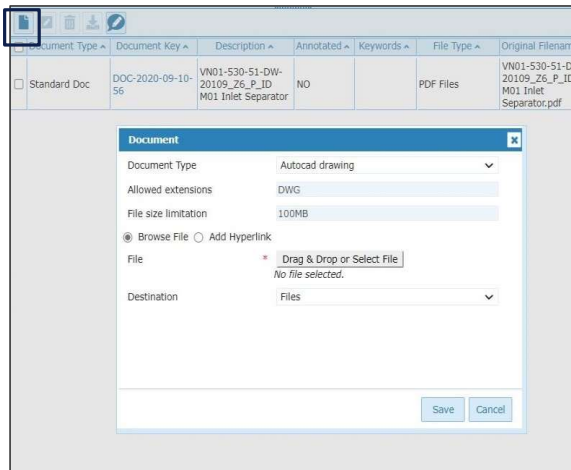 Document Type Document Key Description Annotated Keywords File Type Original Filenam
Standard Doc DOC-2020-09-10-56 VN01-530-51-DW-20109_Z6_P_ID M01 Inlet Separator NO PDF Files VN01-530-51-D 20109_Z6_P_ID M01 Inlet Separator.pdf
Document
Document Type Autocad drawing
Allowed extensions DWG
File size limitation 100MB
Browse File Add Hyperlink
File * Drag & Drop or Select File
No file selected.
Destination Files
Save Cancel